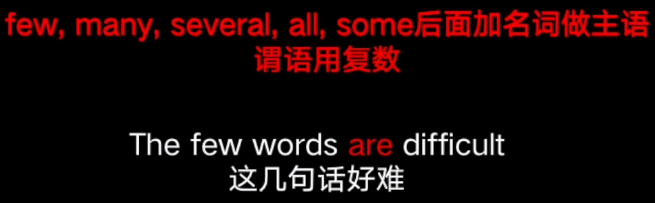 few, many, several, all, some后面加名词做主语
谓语用复数
The few words are difficult
这几句话好难